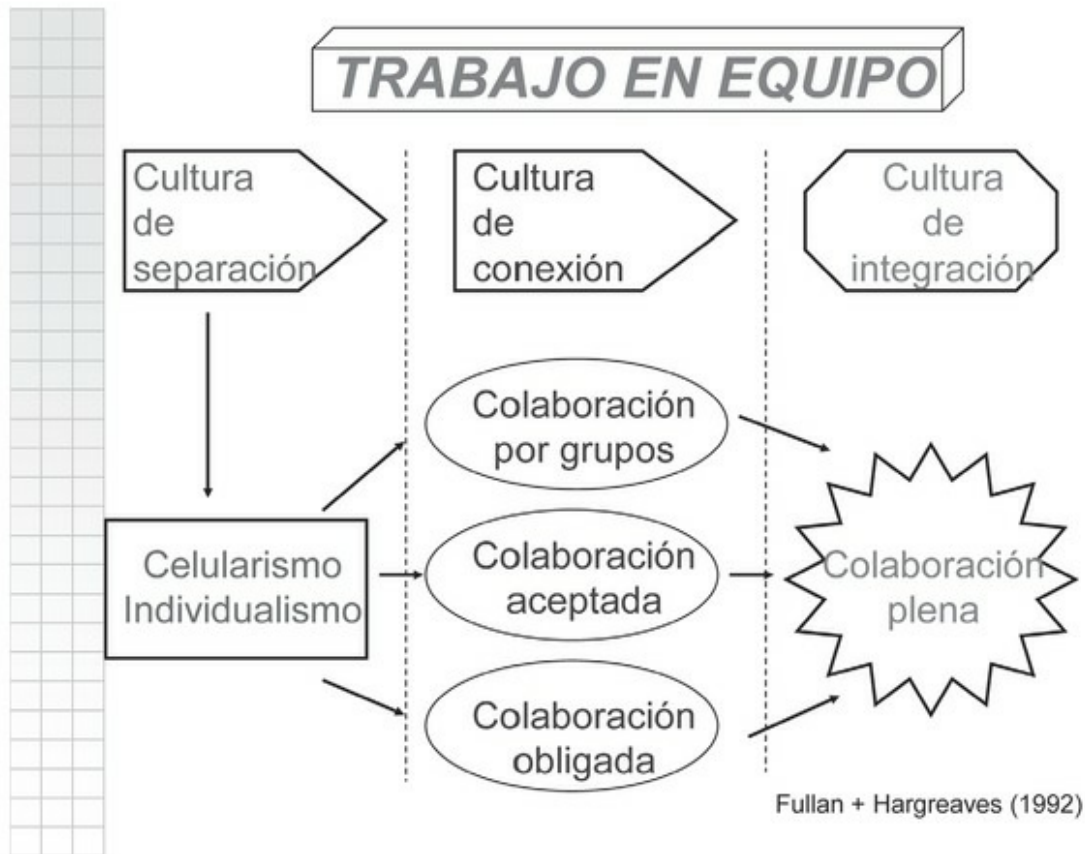 TRABAJO EN EQUIPO
Cultura
de
separación
Cultura
de
conexión
Cultura
de
integración
Colaboración
por grupos
Celularismo
Individualismo
Colaboración
aceptada
Colaboración
plena
Colaboración
obligada
Fullan + Hargreaves (1992)